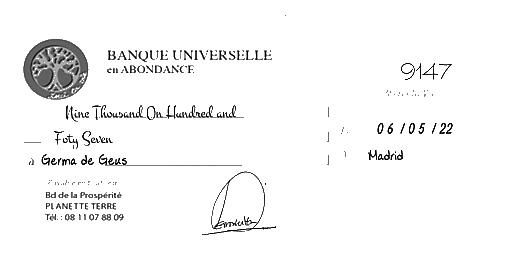 BANQUE UNIVERSELLE
en ABONDANCE
9147
Nine Thousand On Hundred and
Foty Seven
06/05/22
à Germa de Geus
Madrid
Bd de la Prospérité
PLANETTE TERRE
Tél. : 08 11 07 88 09